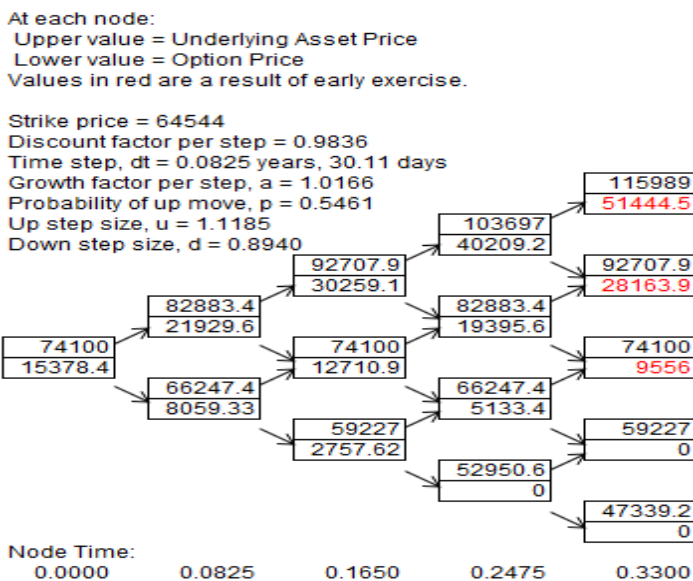 At each node:
Upper value = Underlying Asset Price
Lower value = Option Price
Values in red are a result of early exercise.
Strike price = 64544
Discount factor per step = 0.9836
Time step, dt = 0.0825 years, 30.11 days
Growth factor per step, a = 1.0166
Probability of up move, p = 0.5461
Up step size, u = 1.1185
Down step size, d = 0.8940
115989
51444.5
103697
40209.2
92707.9
30259.1
92707.9
28163.9
82883.4
21929.6
82883.4
19395.6
74100
15378.4
74100
12710.9
74100
9556
66247.4
8059.33
66247.4
5133.4
59227
2757.62
59227
0
52950.6
0
47339.2
0
Node Time:
0.0000 0.0825 0.1650 0.2475 0.3300